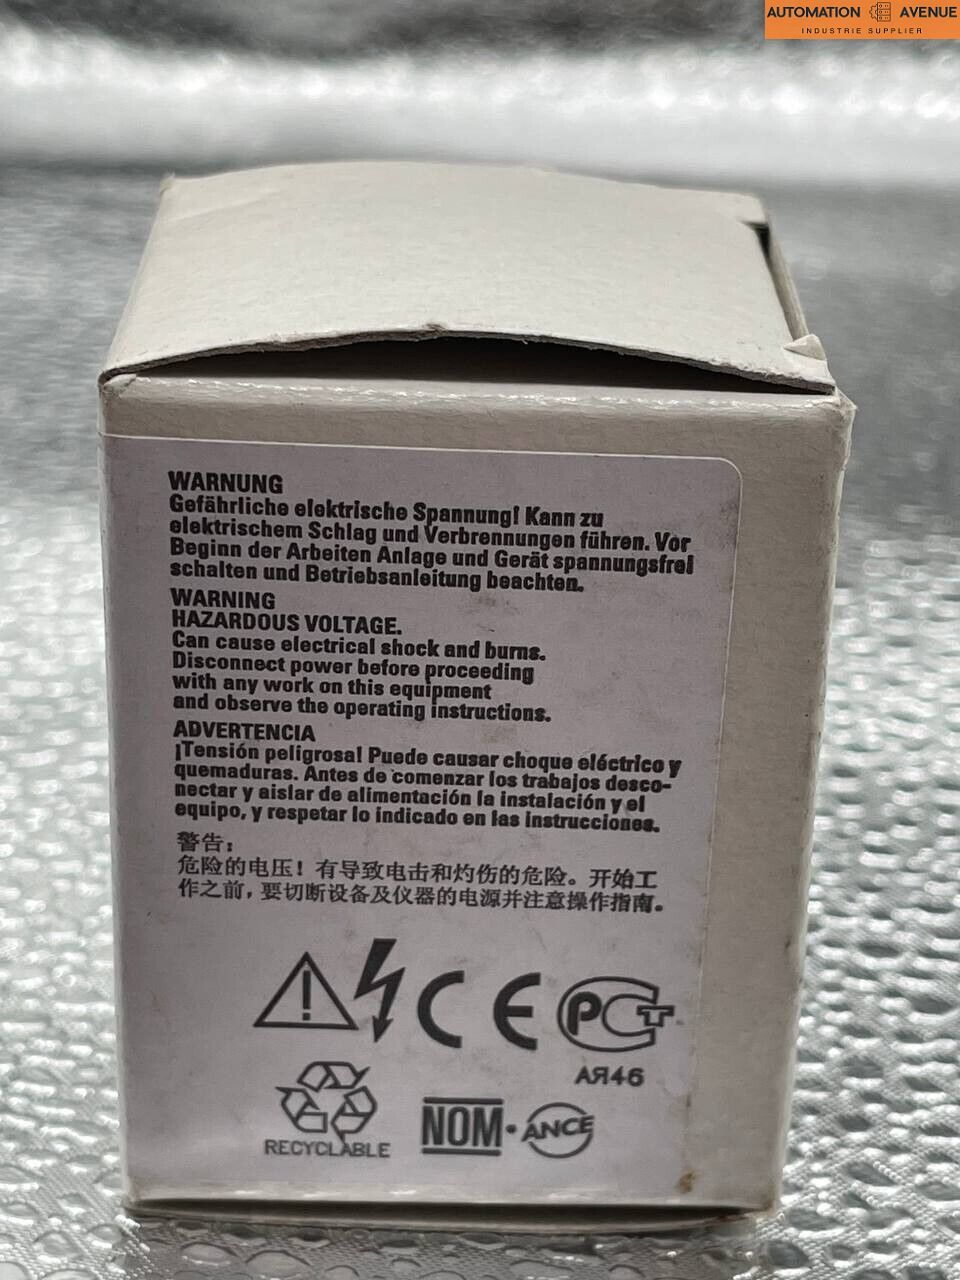 AUTOMATION AVENUE
INDUSTRIE SUPPLIER
WARNUNG
Gefährliche elektrische Spannung! Kann zu
elektrischem Schlag und Verbrennungen führen. Vor
Beginn der Arbeiten Anlage und Gerät spannungsfrei
schalten und Betriebsanleitung beachten.
WARNING
HAZARDOUS VOLTAGE.
Can cause electrical shock and burns.
Disconnect power before proceeding
with any work on this equipment
and observe the operating instructions.
ADVERTENCIA
¡Tensión peligrosa! Puede causar choque eléctrico y
quemaduras. Antes de comenzar los trabajos desco-
nectar y aislar de alimentación la instalación y el
equipo, y respetar lo indicado en las instrucciones.
警告:
危险的电压！有导致电击和灼伤的危险。开始工
作之前，要切断设备及仪器的电源并注意操作指南。
CE РСТ
АЯ46
RECYCLABLE
NOM·ANCE